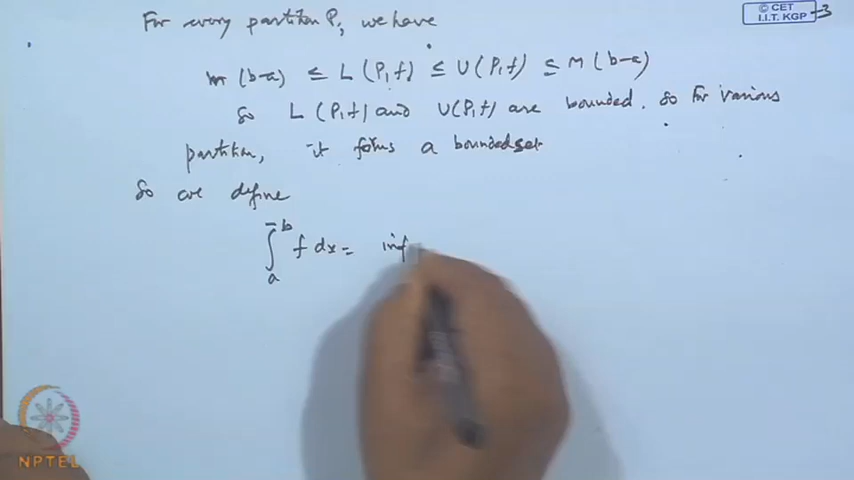 For every partition P, we have
© CET
I.I.T. KGP
m (b-a) ≤ L (P,f) ≤ U (P,f) ≤ M (b-a)
So L (P,f) and U(P,f) are bounded. So for various
partition, it forms a bounded set
So we define
∫ₐ⁻ᵇ f dx = inf
NPTEL